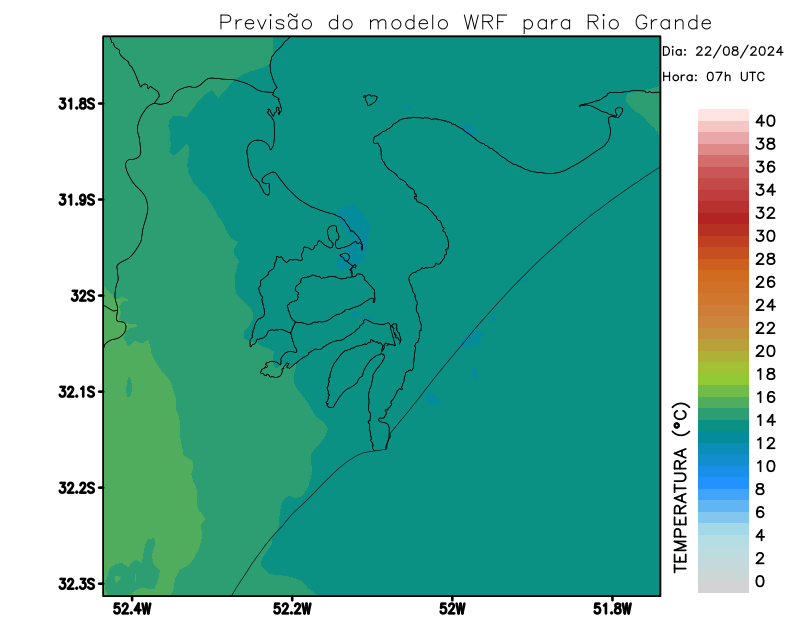 Previsão do modelo WRF para Rio Grande
Dia: 22/08/2024
Hora: 07h UTC
31.8S
31.9S
32S
32.1S
32.2S
32.3S
52.4W
52.2W
52W
51.8W
TEMPERATURA (°C)
40
38
36
34
32
30
28
26
24
22
20
18
16
14
12
10
8
6
4
2
0